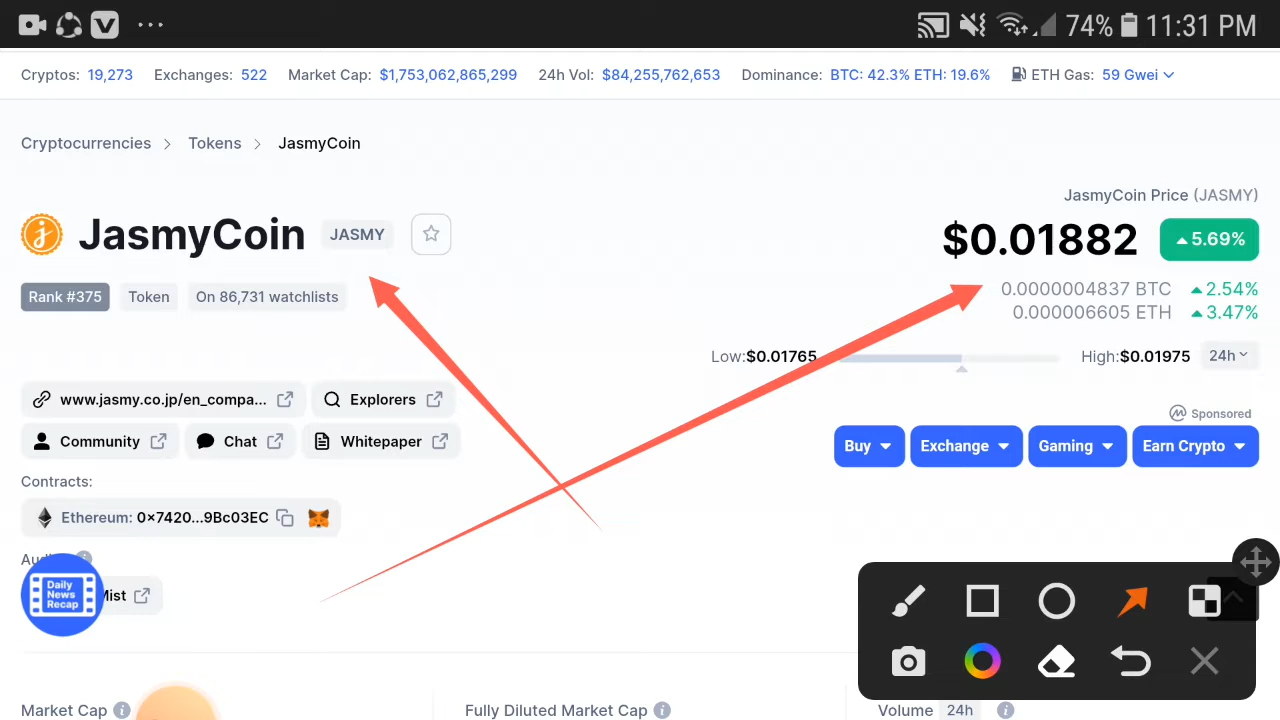 74% 11:31 PM
Cryptos: 19,273 Exchanges: 522 Market Cap: $1,753,062,865,299 24h Vol: $84,255,762,653 Dominance: BTC: 42.3% ETH: 19.6% ETH Gas: 59 Gwei
Cryptocurrencies > Tokens > JasmyCoin
JasmyCoin Price (JASMY)
JasmyCoin JASMY
$0.01882 5.69%
Rank #375 Token On 86,731 watchlists
0.0000004837 BTC 2.54%
0.000006605 ETH 3.47%
Low:$0.01765 High:$0.01975 24h
www.jasmy.co.jp/en_compa... Explorers
Sponsored
Community Chat Whitepaper
Buy Exchange Gaming Earn Crypto
Contracts:
Ethereum: 0x7420...9Bc03EC
Daily
News
Recap
Market Cap Fully Diluted Market Cap Volume 24h